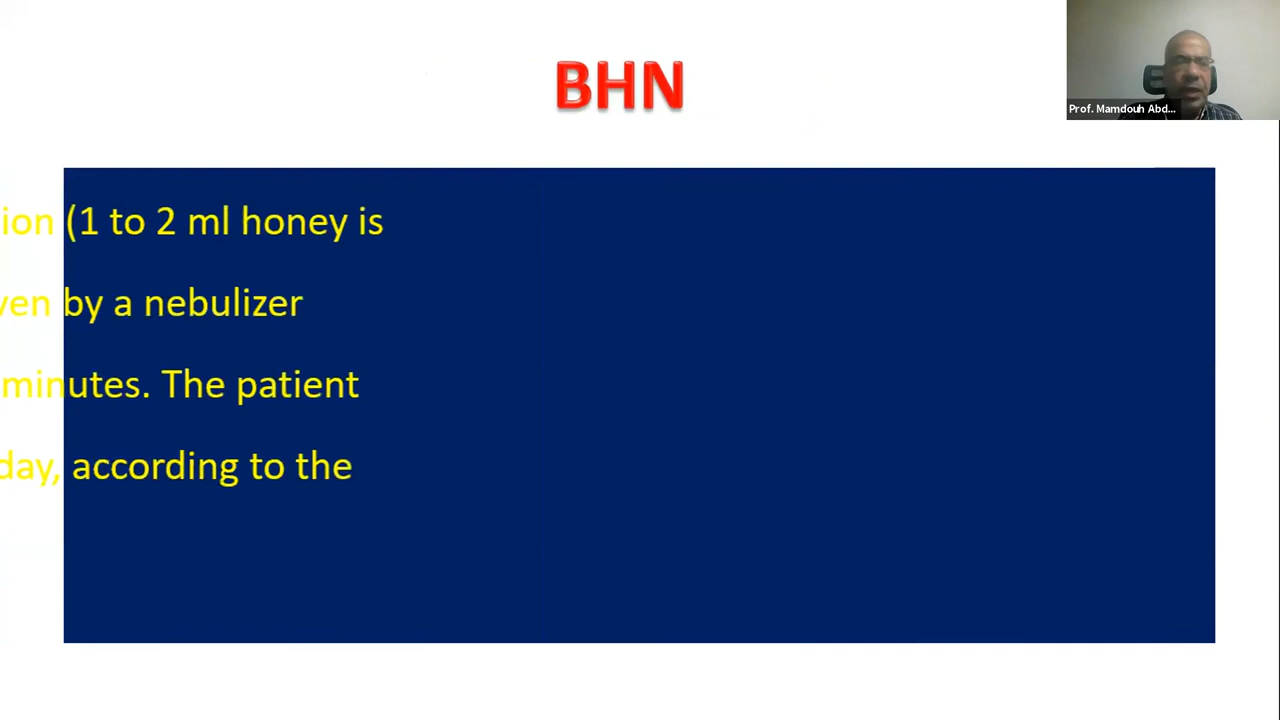 BHN
Prof. Mamdouh Abd...
ion (1 to 2 ml honey is
ven by a nebulizer
minutes. The patient
day, according to the